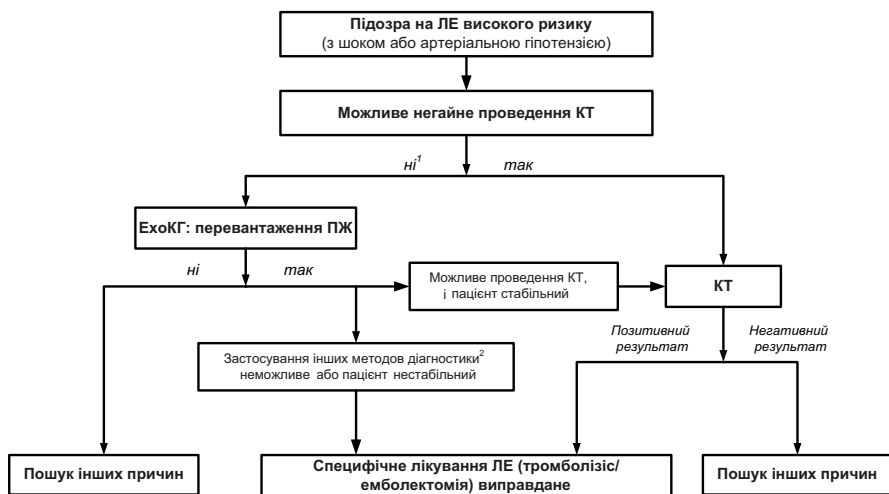 Підозра на ЛЕ високого ризику
(з шоком або артеріальною гіпотензією)
Можливе негайне проведення КТ
ні1 так
ЕхоКГ: перевантаження ПЖ
ні так
Можливе проведення КТ,
і пацієнт стабільний
КТ
Позитивний
результат
Негативний
результат
Застосування інших методов діагностики2
неможливе або пацієнт нестабільний
Пошук інших причин
Специфічне лікування ЛЕ (тромболізіс/
емболектомія) виправдане
Пошук інших причин